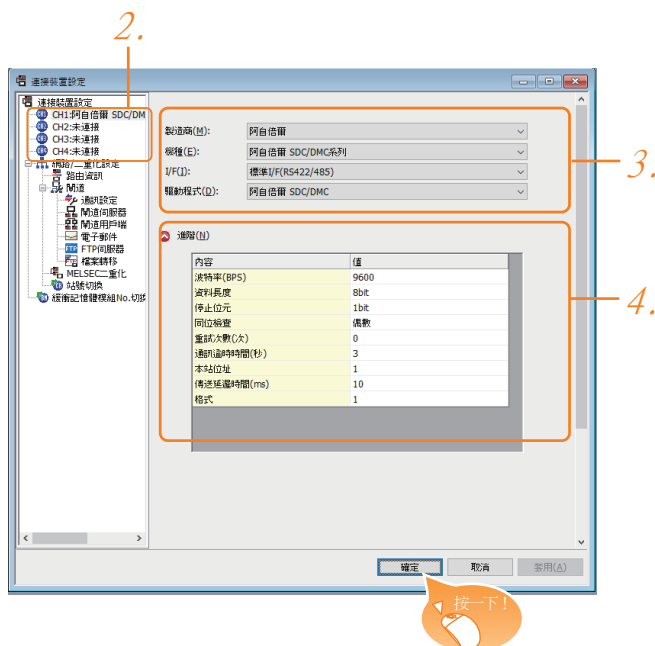 2.
連接裝置設定
連接裝置設定
CH1:阿自倍爾 SDC/DM
CH2:未連接
CH3:未連接
CH4:未連接
網路/二重化設定
路由資訊
閘道
通訊設定
閘道伺服器
閘道用戶端
電子郵件
FTP伺服器
檔案轉移
MELSEC二重化
站號切換
緩衝記憶體模組No.切換
製造商(M): 阿自倍爾
機種(E): 阿自倍爾 SDC/DMC系列
I/F(I): 標準I/F(RS422/485)
驅動程式(D): 阿自倍爾 SDC/DMC
3.
進階(N)
內容 值
波特率(BPS) 9600
資料長度 8bit
停止位元 1bit
同位檢查 偶數
重試次數(次) 0
通訊逾時時間(秒) 3
本站位址 1
傳送延遲時間(ms) 10
格式 1
4.
確定 取消 套用(A)
按一下!